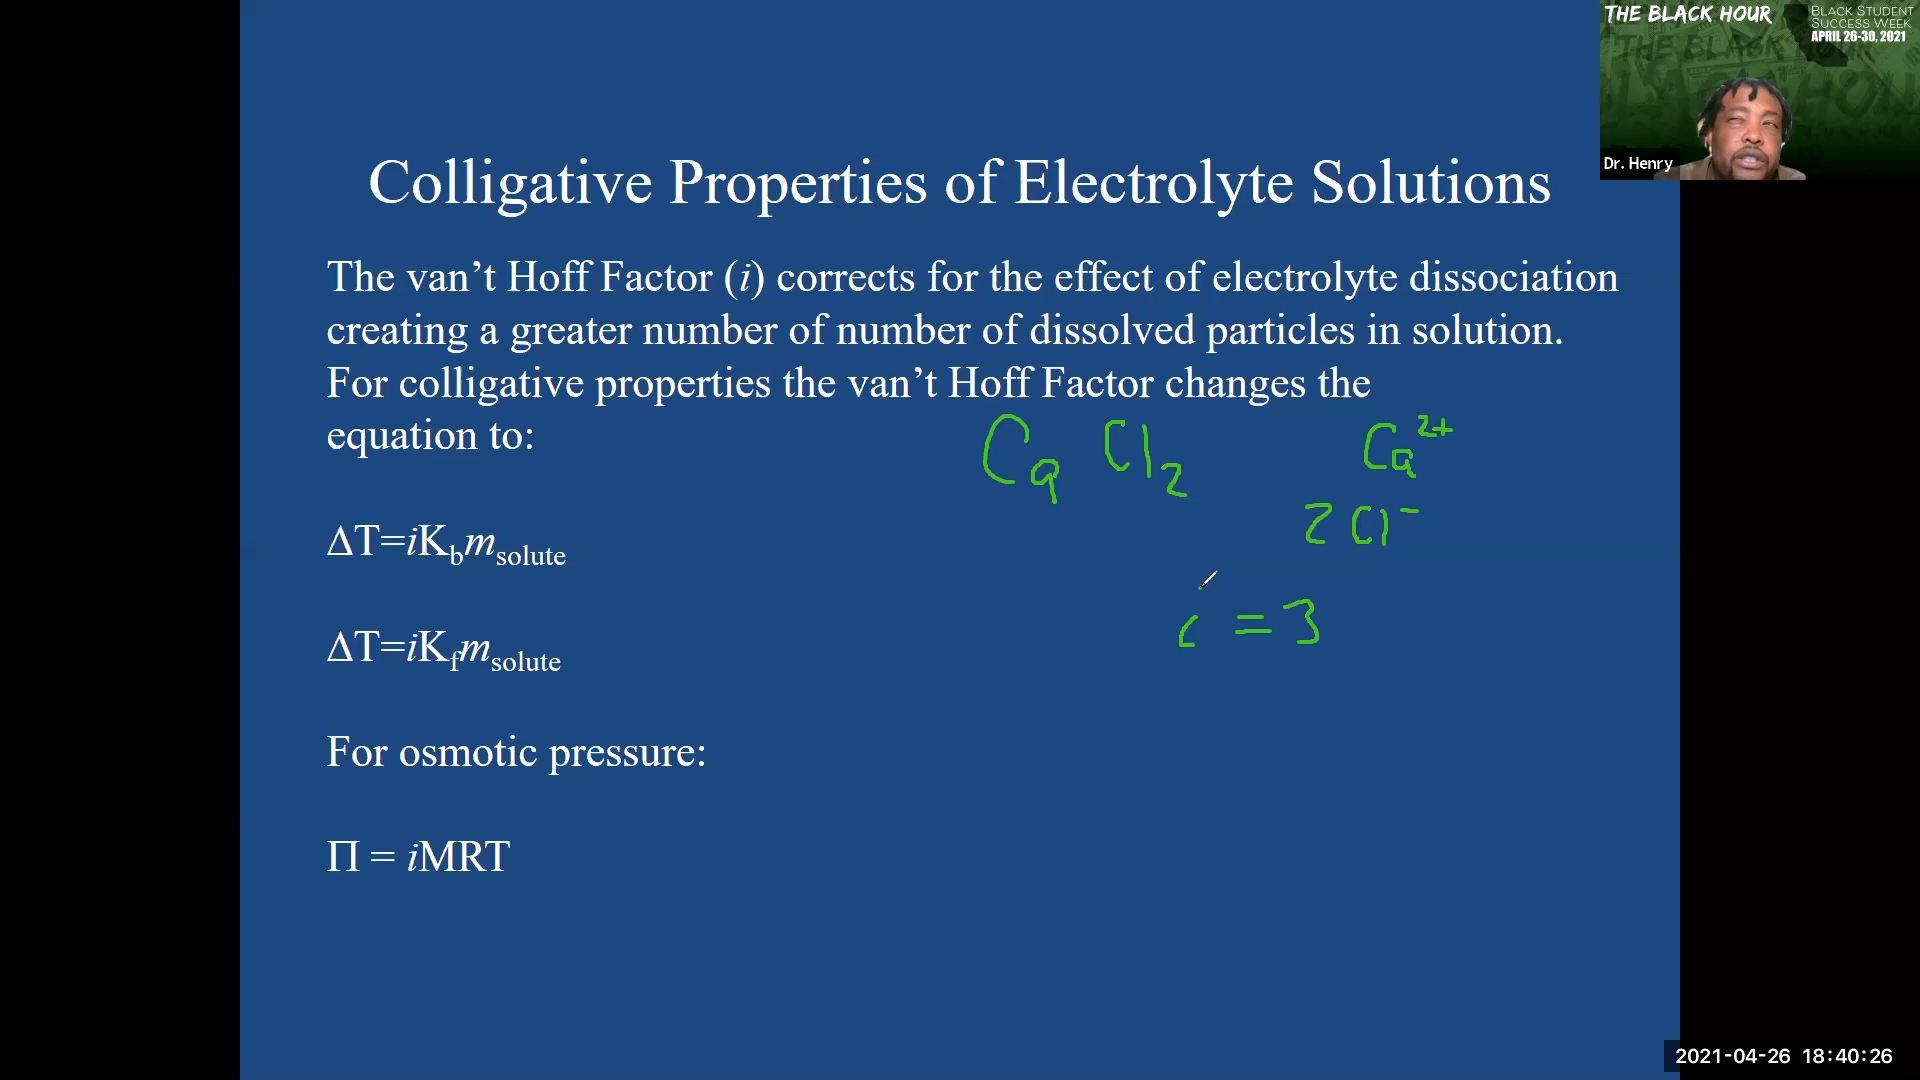 THE BLACK HOUR
BLACK STUDENT
SUCCESS WEEK
APRIL 26-30, 2021
Dr. Henry
Colligative Properties of Electrolyte Solutions
The van’t Hoff Factor (i) corrects for the effect of electrolyte dissociation
creating a greater number of number of dissolved particles in solution.
For colligative properties the van’t Hoff Factor changes the
equation to:
Ca Cl2 Ca2+
2 Cl-
ΔT=iKbmsolute
i = 3
ΔT=iKfmsolute
For osmotic pressure:
Π = iMRT
2021-04-26 18:40:26